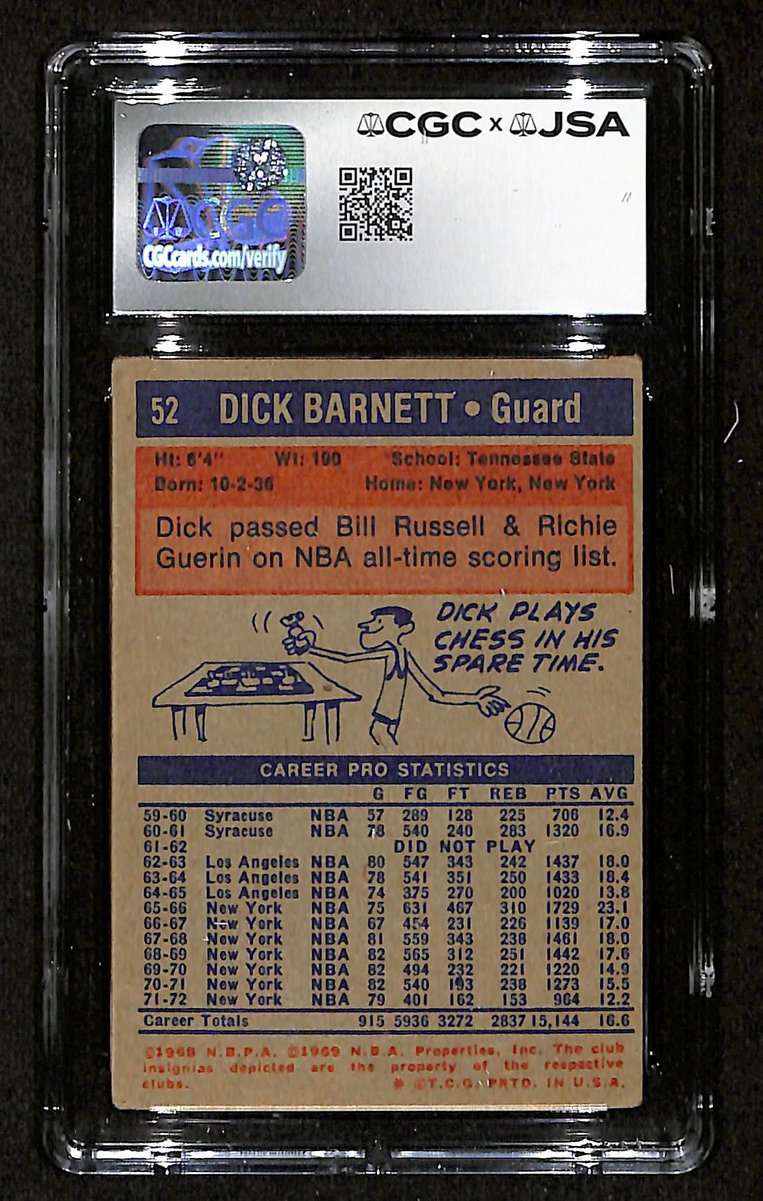 CGC x JSA
CGC
CGCcards.com/verify
52 DICK BARNETT • Guard
Ht: 6'4" Wt: 190 School: Tennessee State
Born: 10-2-36 Home: New York, New York
Dick passed Bill Russell & Richie
Guerin on NBA all-time scoring list.
DICK PLAYS
CHESS IN HIS
SPARE TIME.
CAREER PRO STATISTICS
G FG FT REB PTS AVG
59-60 Syracuse NBA 57 289 128 225 706 12.4
60-61 Syracuse NBA 78 540 240 283 1320 16.9
61-62 DID NOT PLAY
62-63 Los Angeles NBA 80 547 343 242 1437 18.0
63-64 Los Angeles NBA 78 541 351 250 1433 18.4
64-65 Los Angeles NBA 74 375 270 200 1020 13.8
65-66 New York NBA 75 631 467 310 1729 23.1
66-67 New York NBA 67 454 231 226 1139 17.0
67-68 New York NBA 81 559 343 238 1461 18.0
68-69 New York NBA 82 565 312 251 1442 17.6
69-70 New York NBA 82 494 232 221 1220 14.9
70-71 New York NBA 82 540 193 238 1273 15.5
71-72 New York NBA 79 401 162 153 964 12.2
Career Totals 915 5936 3272 2837 15,144 16.6
©1968 N.B.P.A. ©1969 N.B.A. Properties, Inc. The club
insignias depicted are the property of the respective
clubs. ©T.C.G. PRTD. IN U.S.A.